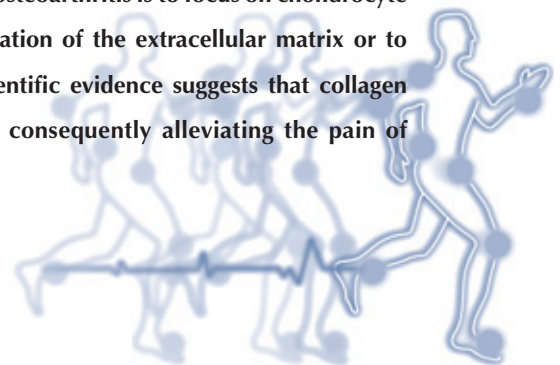 osteoarthritis is to focus on chondrocyte
ation of the extracellular matrix or to
entific evidence suggests that collagen
consequently alleviating the pain of